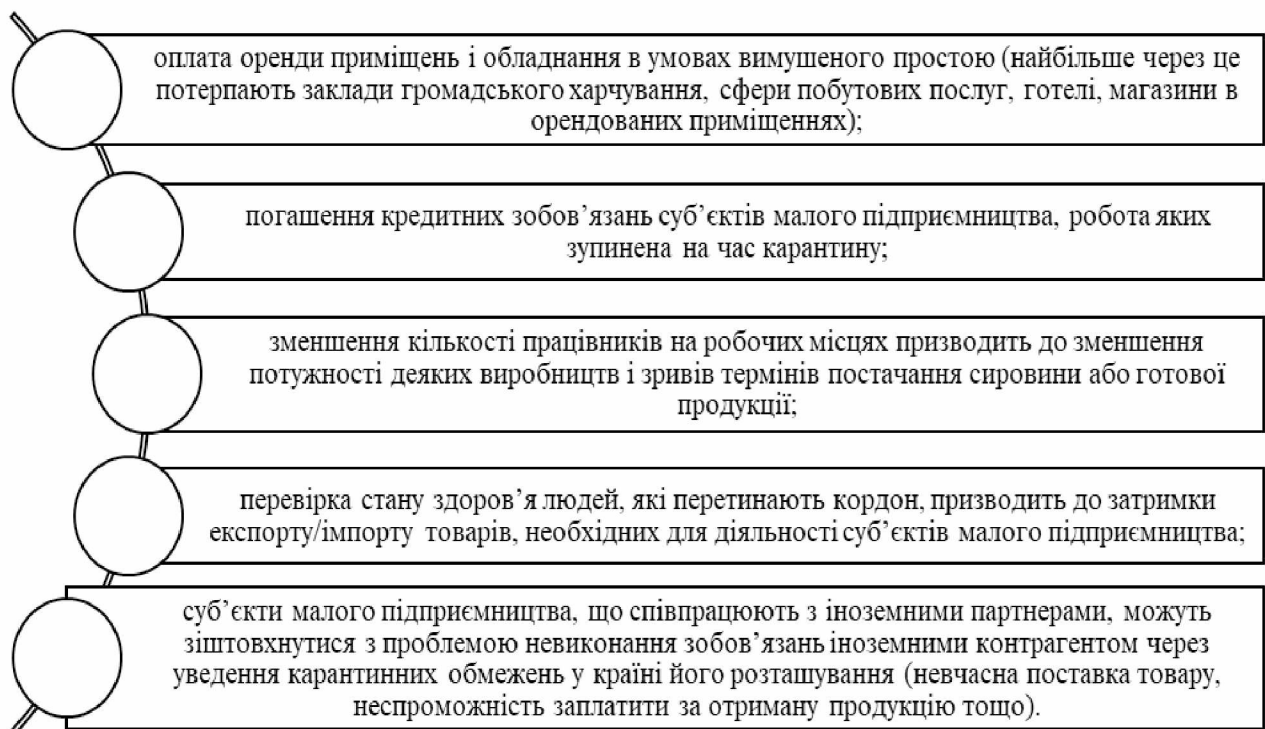 оплата оренди приміщень і обладнання в умовах вимушеного простою (найбільше через це
потерпають заклади громадського харчування, сфери побутових послуг, готелі, магазини в
орендованих приміщеннях);
погашення кредитних зобов’язань суб’єктів малого підприємництва, робота яких
зупинена на час карантину;
зменшення кількості працівників на робочих місцях призводить до зменшення
потужності деяких виробництв і зривів термінів постачання сировини або готової
продукції;
перевірка стану здоров’я людей, які перетинають кордон, призводить до затримки
експорту/імпорту товарів, необхідних для діяльності суб’єктів малого підприємництва;
суб’єкти малого підприємництва, що співпрацюють з іноземними партнерами, можуть
зіштовхнутися з проблемою невиконання зобов’язань іноземними контрагентом через
уведення карантинних обмежень у країні його розташування (невчасна поставка товару,
неспроможність заплатити за отриману продукцію тощо).